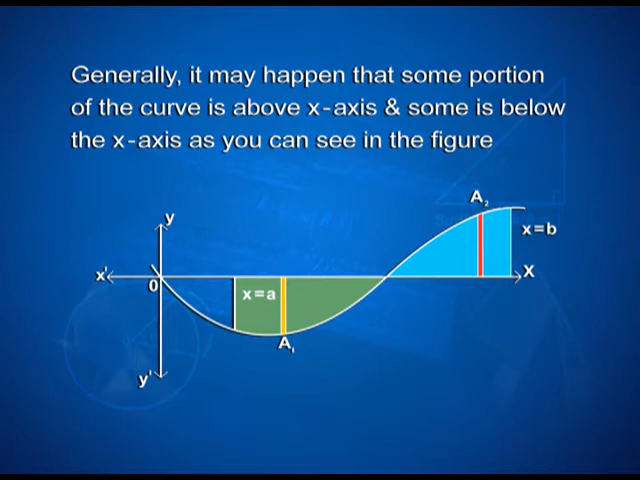 Generally, it may happen that some portion
of the curve is above x-axis & some is below
the x-axis as you can see in the figure
A₂
y
x=b
x'
X
0
x=a
A₁
y'